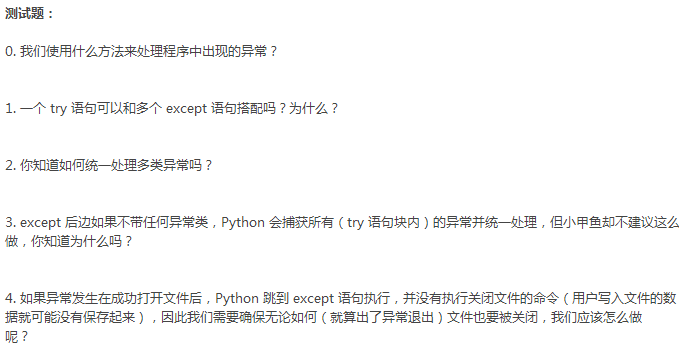 测试题：
0. 我们使用什么方法来处理程序中出现的异常？
1. 一个 try 语句可以和多个 except 语句搭配吗？为什么？
2. 你知道如何统一处理多类异常吗？
3. except 后边如果不带任何异常类，Python 会捕获所有（try 语句块内）的异常并统一处理，但小甲鱼却不建议这么
做，你知道为什么吗？
4. 如果异常发生在成功打开文件后，Python 跳到 except 语句执行，并没有执行关闭文件的命令（用户写入文件的数
据就可能没有保存起来），因此我们需要确保无论如何（就算出了异常退出）文件也要被关闭，我们应该怎么做
呢？